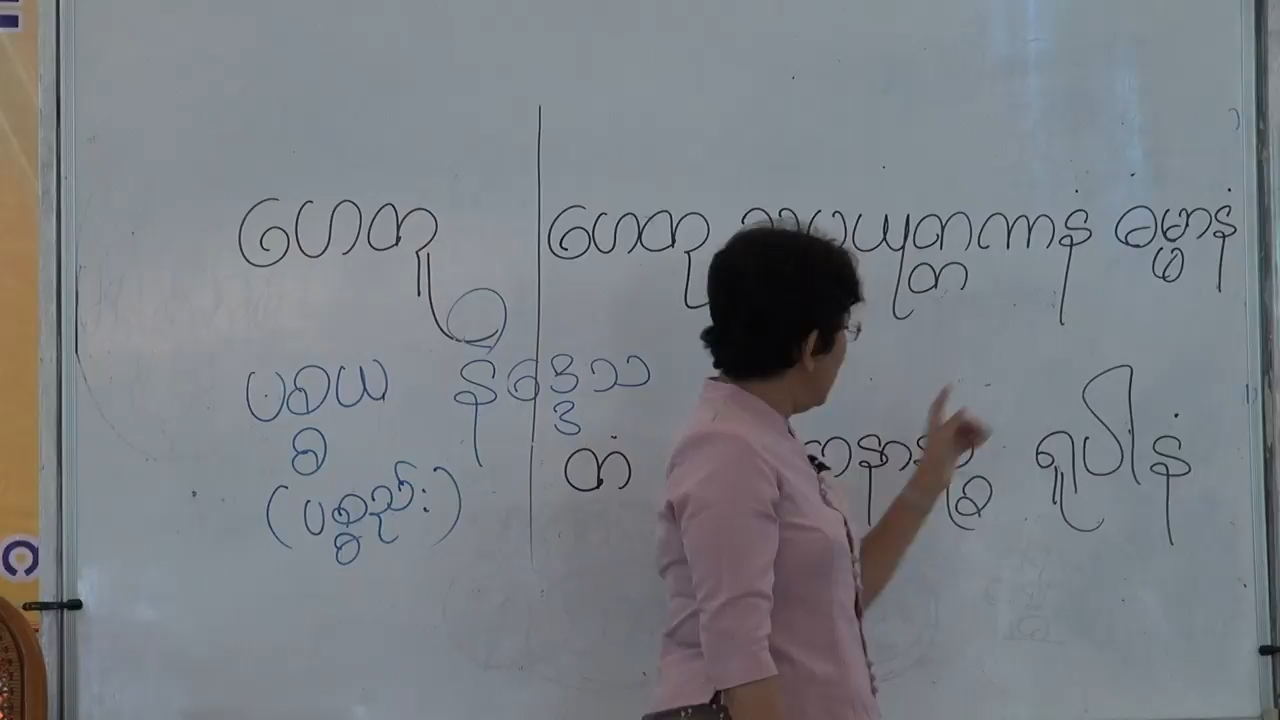 ဟေတူ
ပစ္စယ နိဒ္ဒေသ
(ပစ္စည်း)
ဟေတု ယုတ္တကာနံ ဓမ္မာနံ
တံ ရူပါနံ